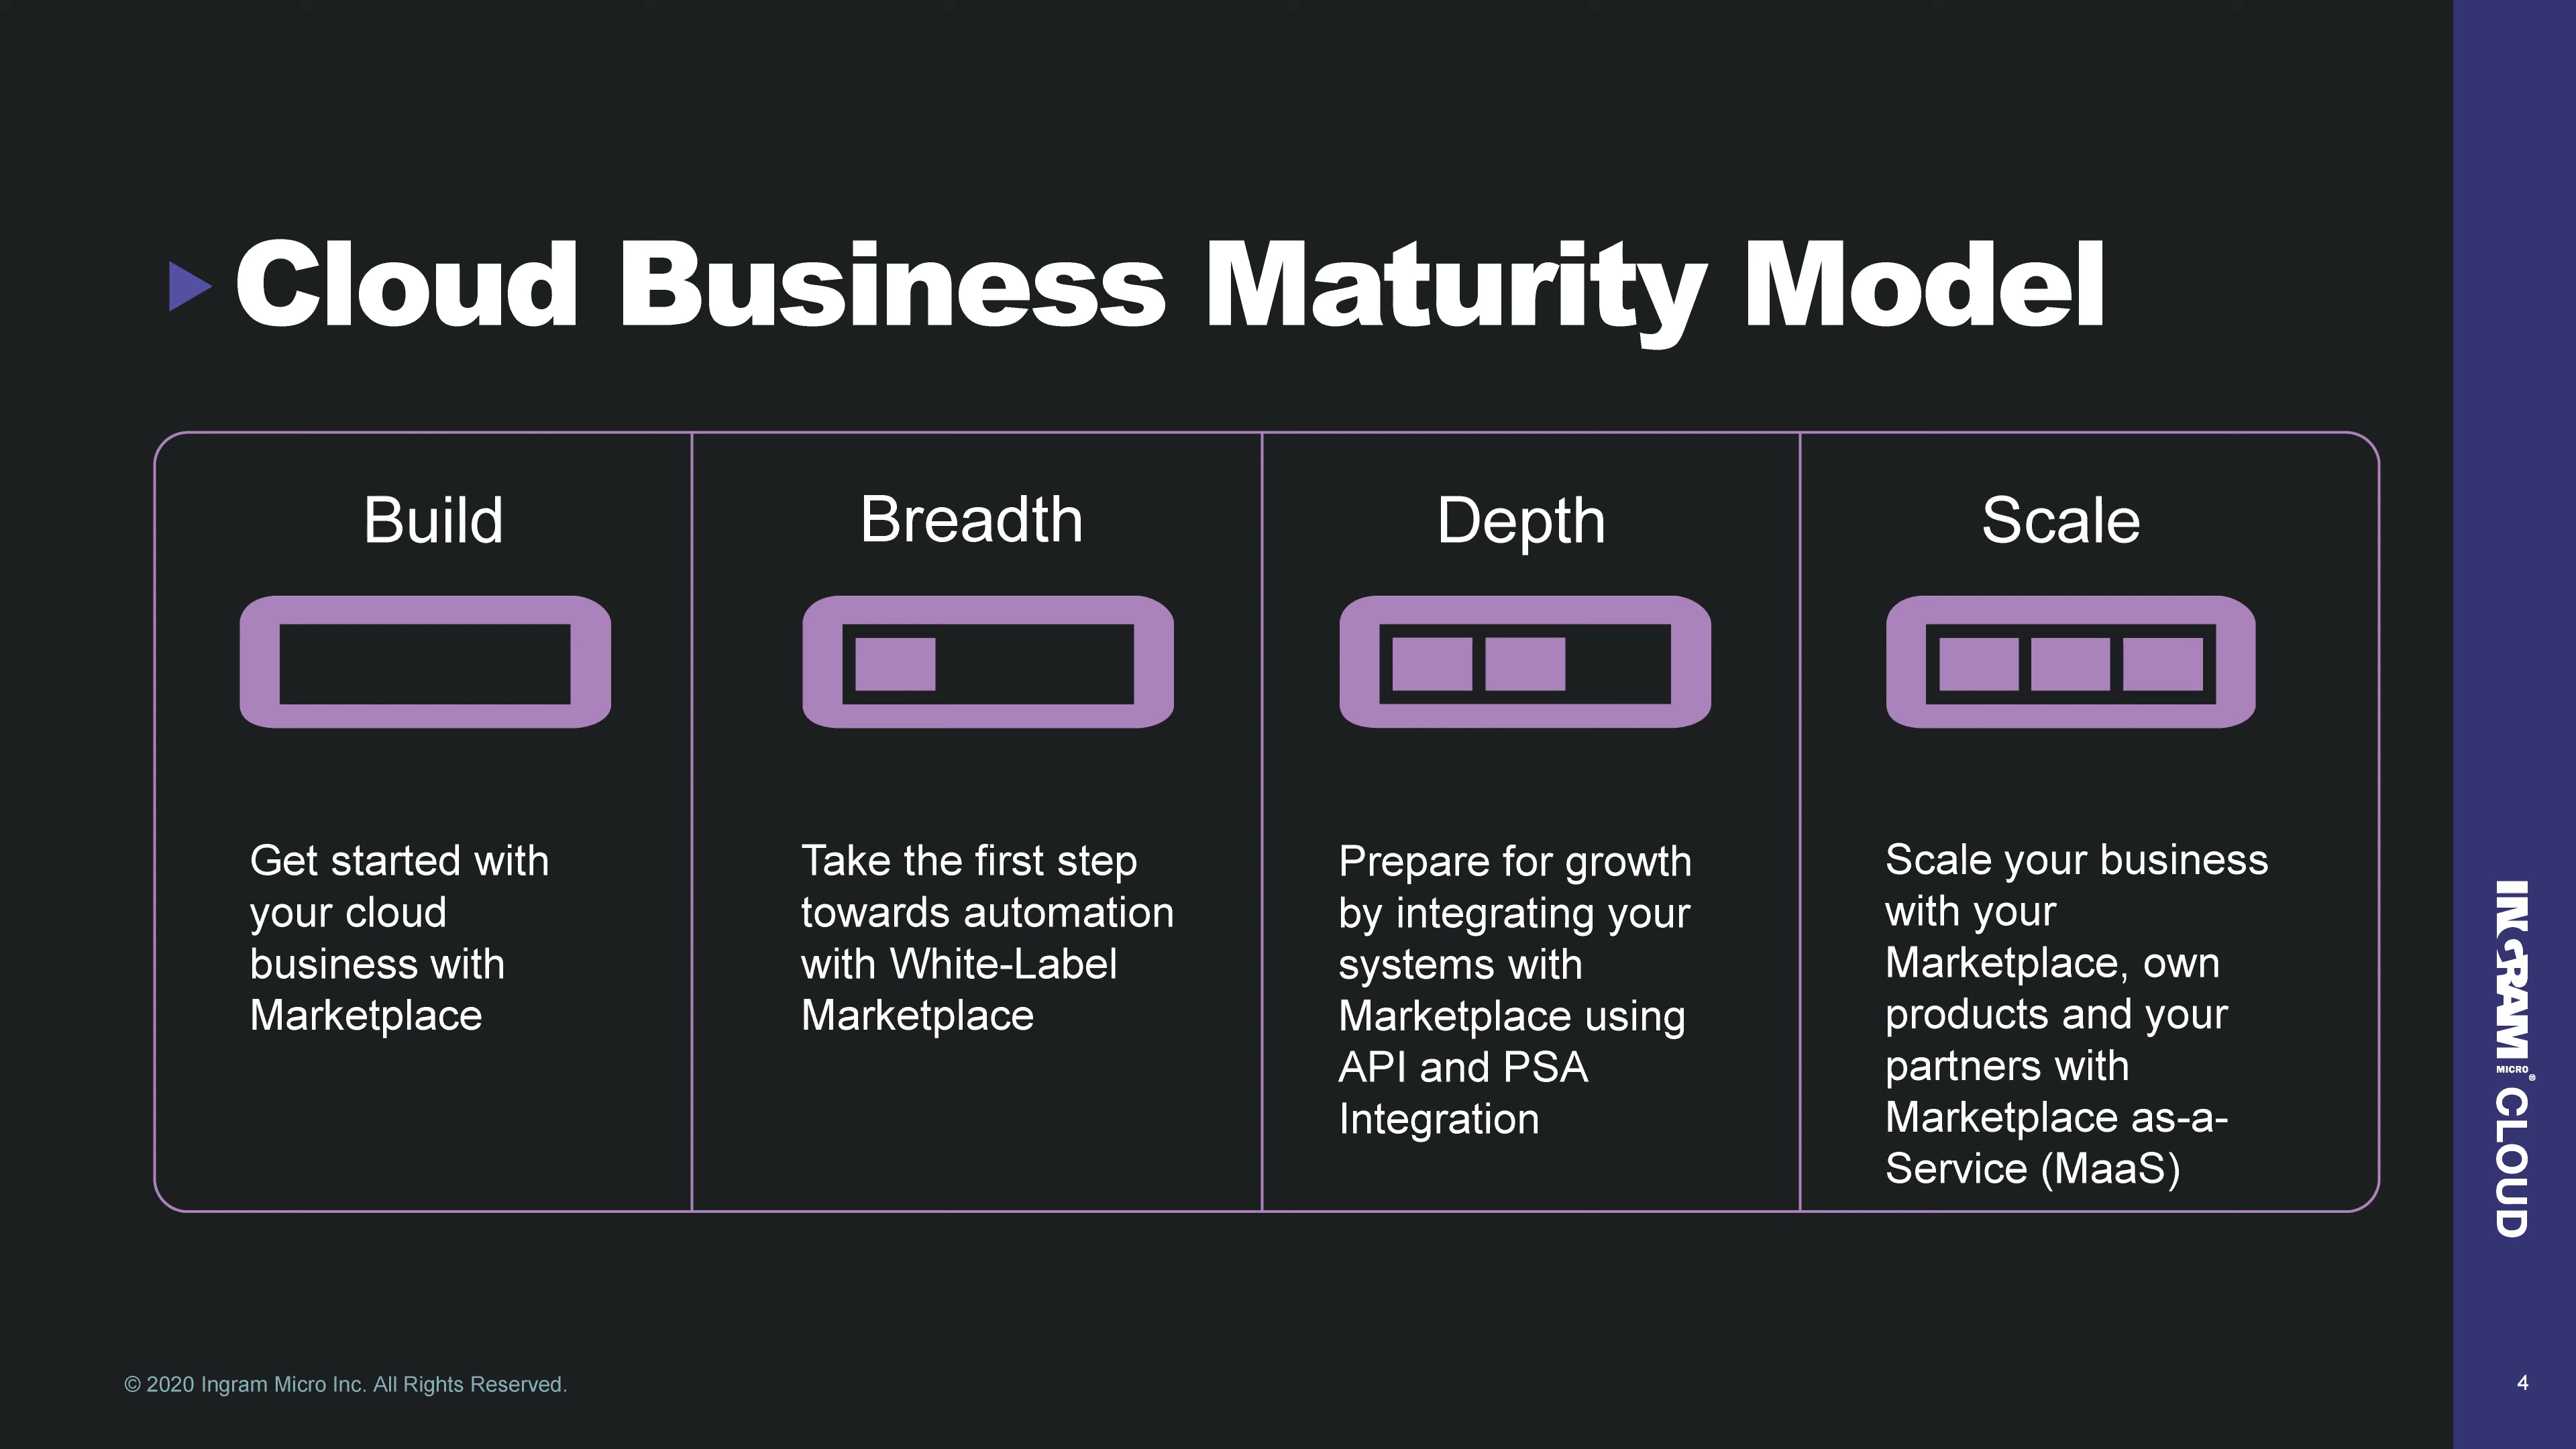 Cloud Business Maturity Model
Build
Get started with
your cloud
business with
Marketplace
Breadth
Take the first step
towards automation
with White-Label
Marketplace
Depth
Prepare for growth
by integrating your
systems with
Marketplace using
API and PSA
Integration
Scale
Scale your business
with your
Marketplace, own
products and your
partners with
Marketplace as-a-
Service (MaaS)
INGRAM MICRO® CLOUD
© 2020 Ingram Micro Inc. All Rights Reserved.
4